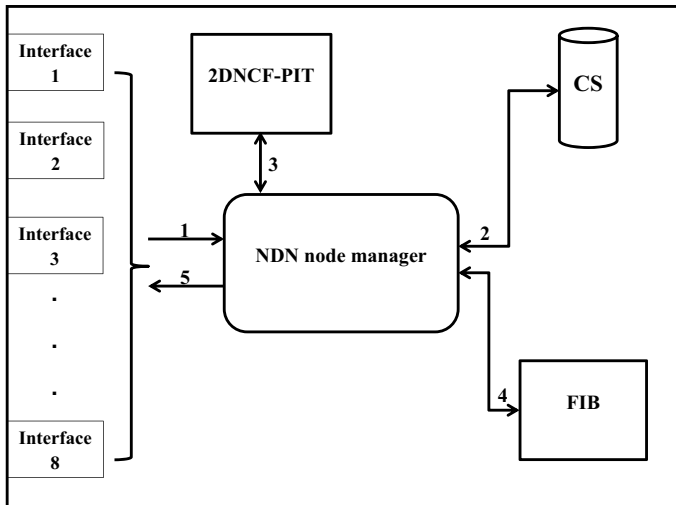 Interface
1
2DNCF-PIT
CS
Interface
2
3
Interface
3
1
NDN node manager
2
5
.
.
.
4
FIB
Interface
8